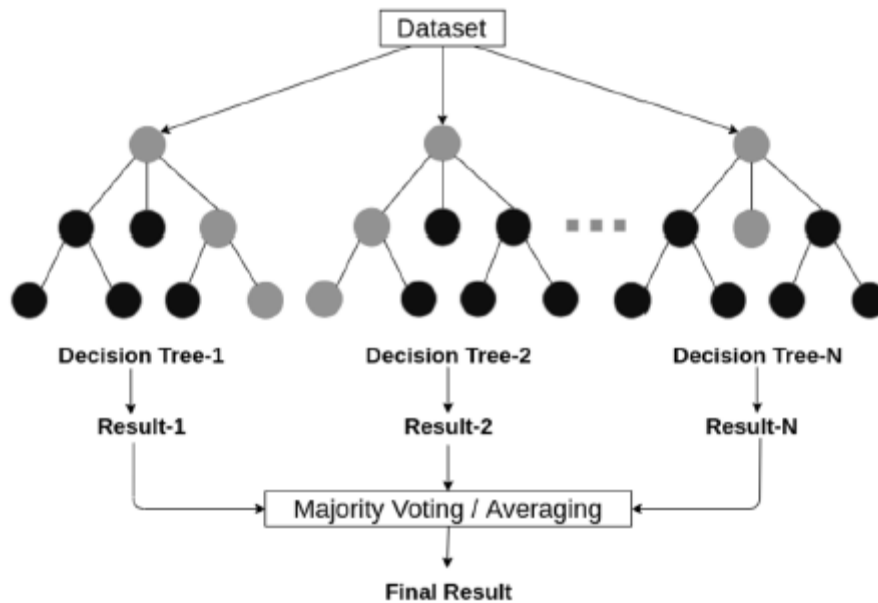 Dataset
Decision Tree-1
Decision Tree-2
Decision Tree-N
Result-1
Result-2
Result-N
Majority Voting / Averaging
Final Result